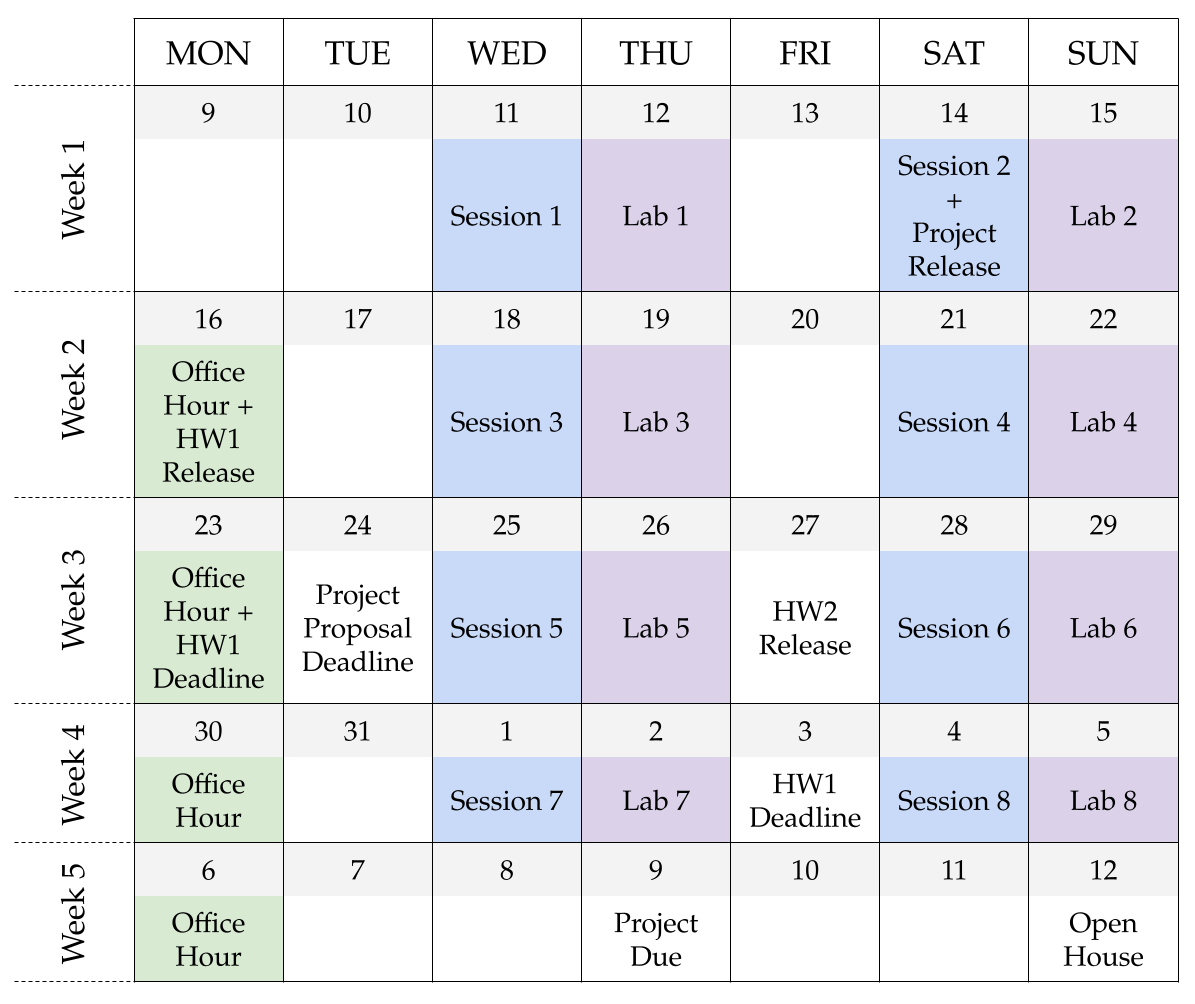 MON TUE WED THU FRI SAT SUN
Week 1
9 10 11 12 13 14 15
Session 1
Lab 1
Session 2
+
Project
Release
Lab 2
Week 2
16 17 18 19 20 21 22
Office
Hour +
HW1
Release
Session 3
Lab 3
Session 4
Lab 4
Week 3
23 24 25 26 27 28 29
Office
Hour +
HW1
Deadline
Project
Proposal
Deadline
Session 5
Lab 5
HW2
Release
Session 6
Lab 6
Week 4
30 31 1 2 3 4 5
Office
Hour
Session 7
Lab 7
HW1
Deadline
Session 8
Lab 8
Week 5
6 7 8 9 10 11 12
Office
Hour
Project
Due
Open
House